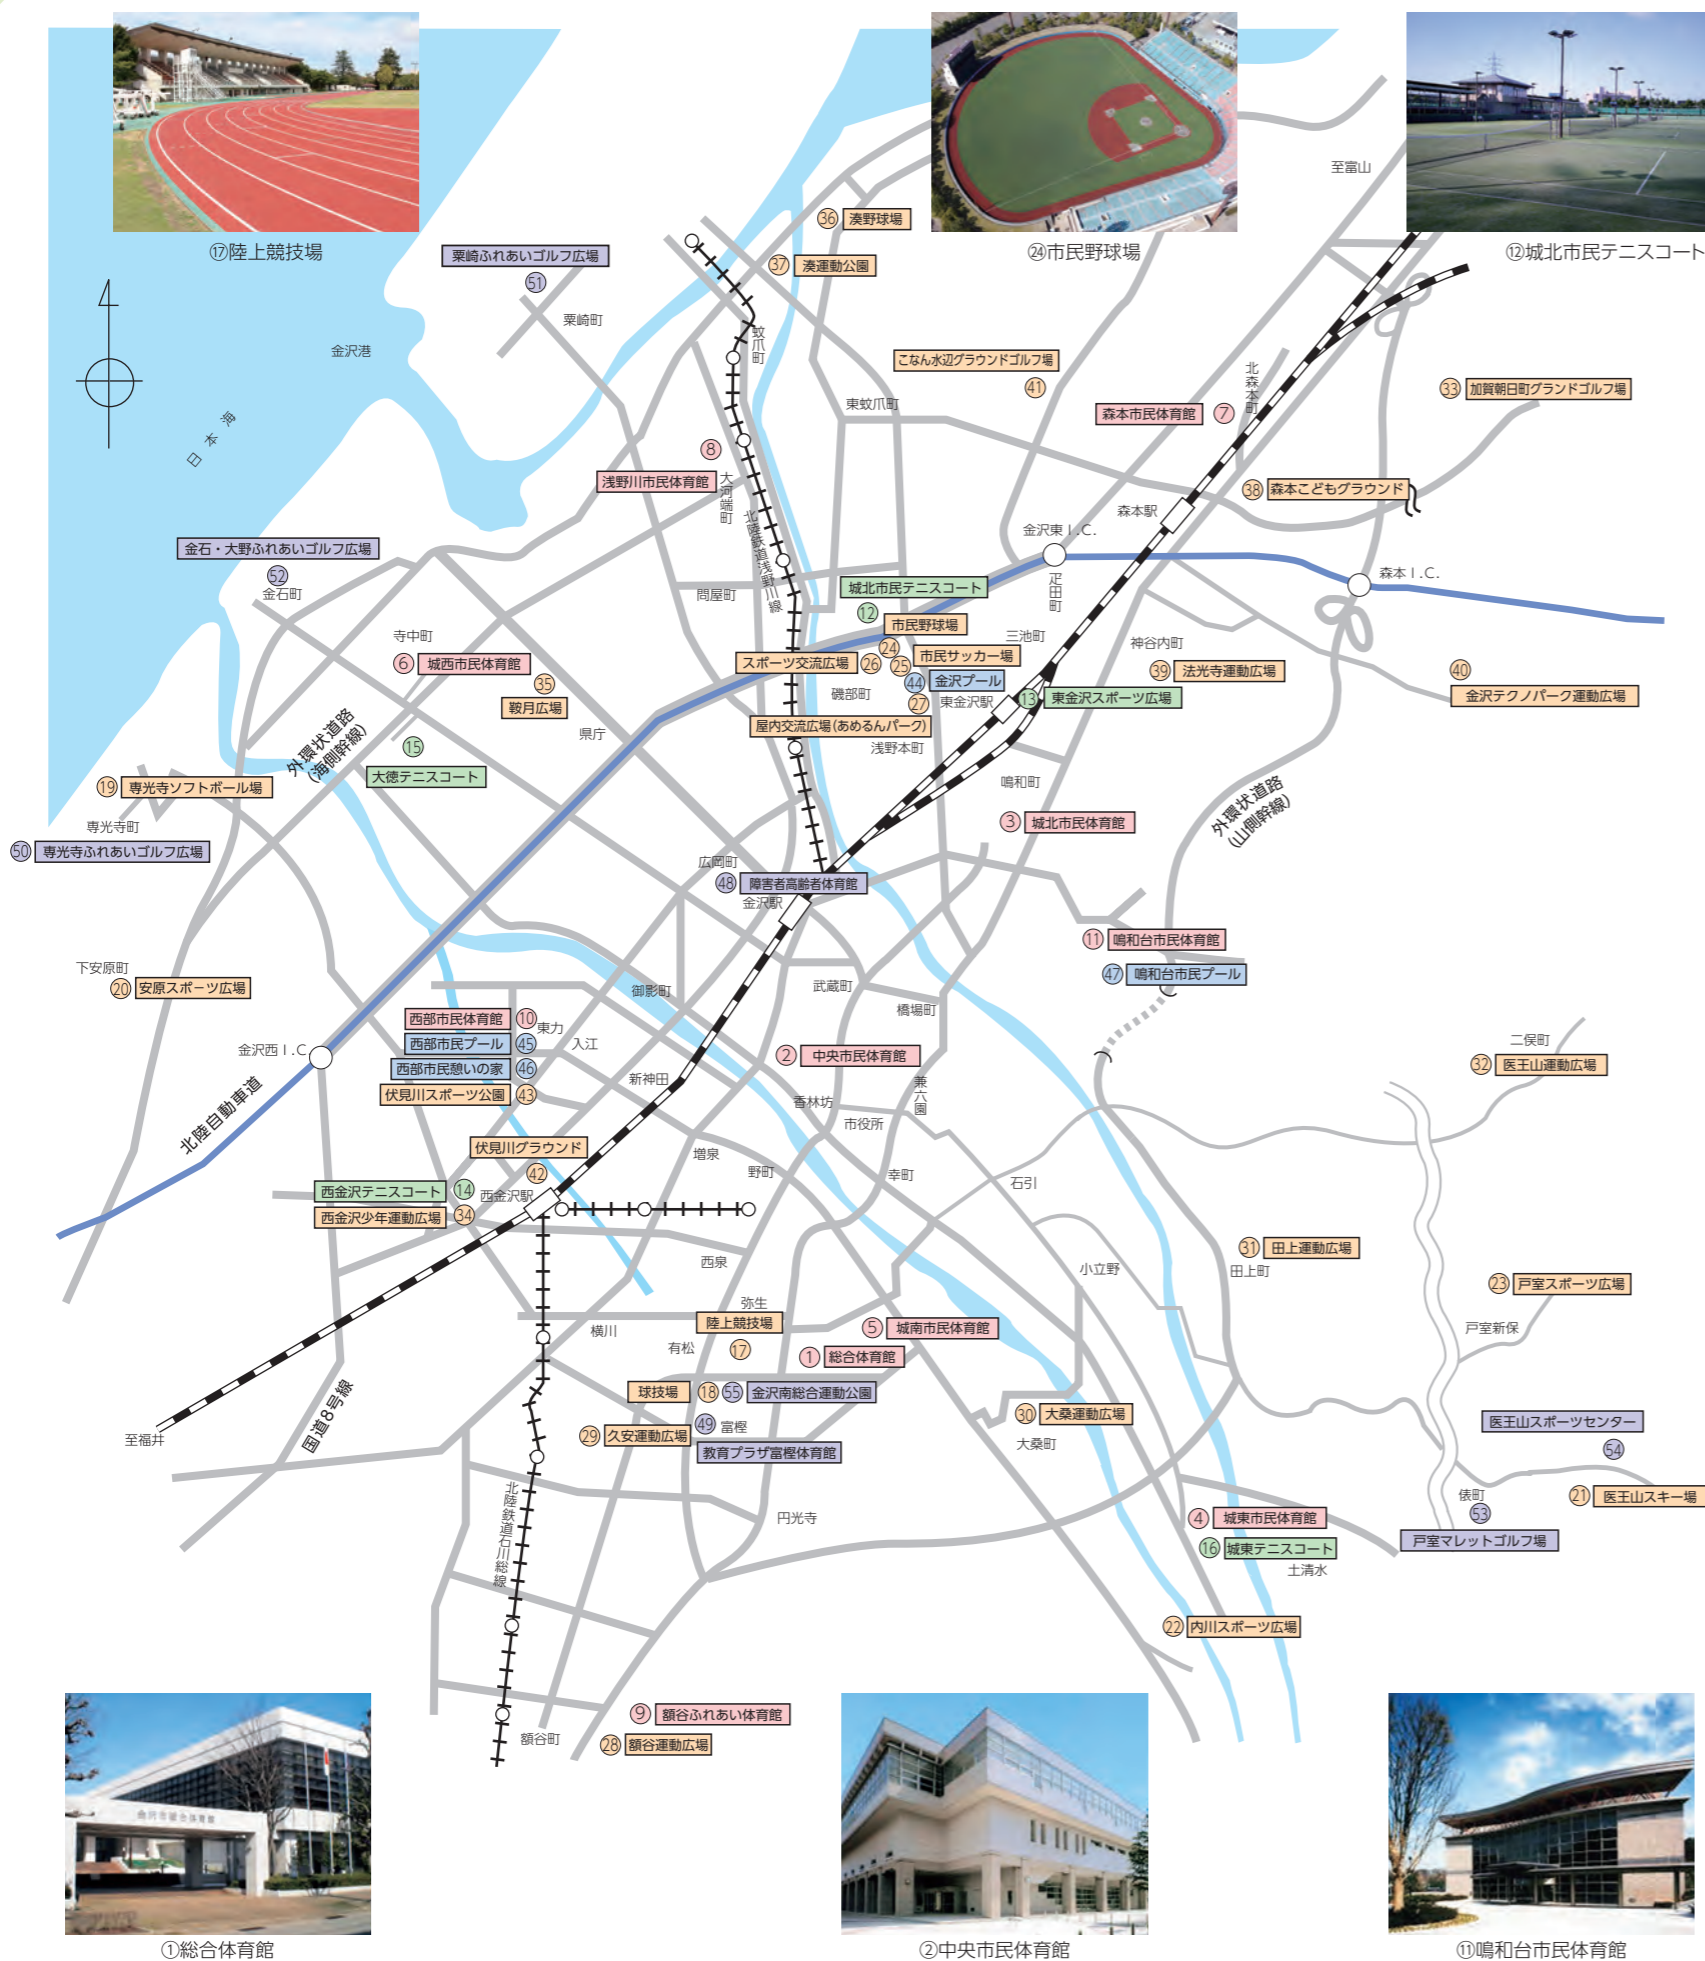 ⑰陸上競技場
㉔市民野球場
⑫城北市民テニスコート
至富山
㊱ 湊野球場
㊲ 湊運動公園
粟崎ふれあいゴルフ広場
51
粟崎町
金沢港
日本海
蚊爪町
こなん水辺グラウンドゴルフ場
㊶
東蚊爪町
北森本町
森本市民体育館 ⑦
㉝ 加賀朝日町グランドゴルフ場
⑧
浅野川市民体育館
大河端町
北陸鉄道浅野川線
㊳ 森本こどもグラウンド
森本駅
金沢東I.C.
森本I.C.
疋田町
金石・大野ふれあいゴルフ広場
52
金石町
問屋町
城北市民テニスコート
⑫
市民野球場
㉔
寺中町
⑥ 城西市民体育館
㉟
鞍月広場
スポーツ交流広場 ㉖
㉕ 市民サッカー場
㊹ 金沢プール
㉗
磯部町
屋内交流広場(あめるんパーク)
三池町
神谷内町
㊴ 法光寺運動広場
㊵
金沢テクノパーク運動広場
東金沢駅
⑬ 東金沢スポーツ広場
浅野本町
県庁
外環状道路
(海側幹線)
⑮
大徳テニスコート
鳴和町
⑲ 専光寺ソフトボール場
専光寺町
㊿ 専光寺ふれあいゴルフ広場
③ 城北市民体育館
外環状道路
(山側幹線)
広岡町
㊽ 障害者高齢者体育館
金沢駅
⑪ 鳴和台市民体育館
㊼ 鳴和台市民プール
下安原町
⑳ 安原スポーツ広場
御影町
武蔵町
橋場町
西部市民体育館 ⑩
東力
西部市民プール ㊺
入江
西部市民憩いの家 ㊻
伏見川スポーツ公園 ㊸
新神田
金沢西I.C.
北陸自動車道
② 中央市民体育館
兼六園
香林坊
市役所
二俣町
㉜ 医王山運動広場
伏見川グラウンド
㊷
増泉
野町
幸町
石引
西金沢テニスコート ⑭
西金沢駅
西金沢少年運動広場 ㉞
西泉
㉛ 田上運動広場
田上町
小立野
㉓ 戸室スポーツ広場
戸室新保
弥生
陸上競技場
⑰
横川
有松
⑤ 城南市民体育館
① 総合体育館
球技場 ⑱ 55 金沢南総合運動公園
㊾ 富樫
㉙ 久安運動広場
教育プラザ富樫体育館
㉚ 大桑運動広場
大桑町
至福井
国道8号線
医王山スポーツセンター
54
㉑ 医王山スキー場
俵町
53
戸室マレットゴルフ場
北陸鉄道石川総線
円光寺
④ 城東市民体育館
⑯ 城東テニスコート
土清水
㉒ 内川スポーツ広場
⑨ 額谷ふれあい体育館
㉘ 額谷運動広場
額谷町
金沢市総合体育館
①総合体育館
②中央市民体育館
⑪鳴和台市民体育館